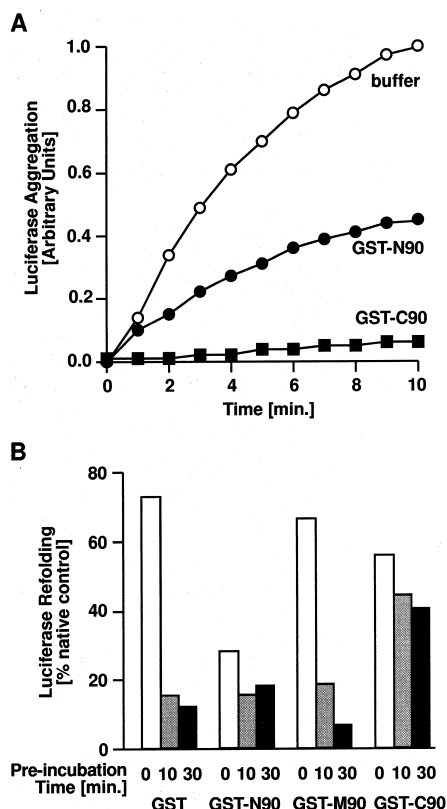 A
Luciferase Aggregation
[Arbitrary Units]
1.0
0.8
0.4
0.2
0.0
buffer
GST-N90
GST-C90
0 2 4 6 8 10
Time [min.]
B
Luciferase Refolding
[% native control]
80
60
40
20
0
Pre-incubation
Time [min.]
0 10 30 0 10 30 0 10 30 0 10 30
GST GST-N90 GST-M90 GST-C90